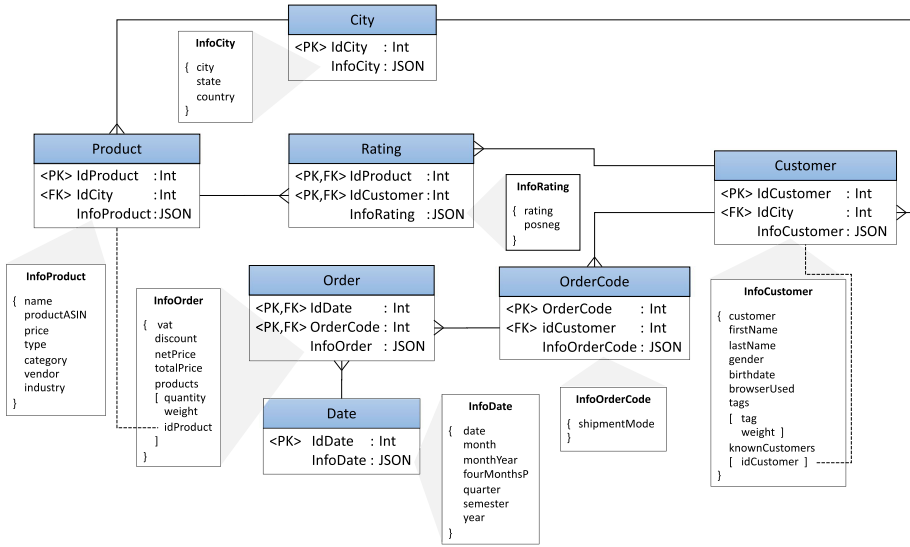 City
<PK> IdCity : Int
InfoCity : JSON
InfoCity
{ city
state
country
}
Product
<PK> IdProduct : Int
<FK> IdCity : Int
InfoProduct : JSON
Rating
<PK,FK> IdProduct : Int
<PK,FK> IdCustomer : Int
InfoRating : JSON
InfoRating
{ rating
posneg
}
Customer
<PK> IdCustomer : Int
<FK> IdCity : Int
InfoCustomer : JSON
InfoProduct
{ name
productASIN
price
type
category
vendor
industry
}
InfoOrder
{ vat
discount
netPrice
totalPrice
products
[ quantity
weight
idProduct
]
}
Order
<PK,FK> IdDate : Int
<PK,FK> OrderCode : Int
InfoOrder : JSON
OrderCode
<PK> OrderCode : Int
<FK> idCustomer : Int
InfoOrderCode : JSON
Date
<PK> IdDate : Int
InfoDate : JSON
InfoDate
{ date
month
monthYear
fourMonthsP
quarter
semester
year
}
InfoOrderCode
{ shipmentMode
}
InfoCustomer
{ customer
firstName
lastName
gender
birthdate
browserUsed
tags
[ tag
weight ]
knownCustomers
[ idCustomer ]
}